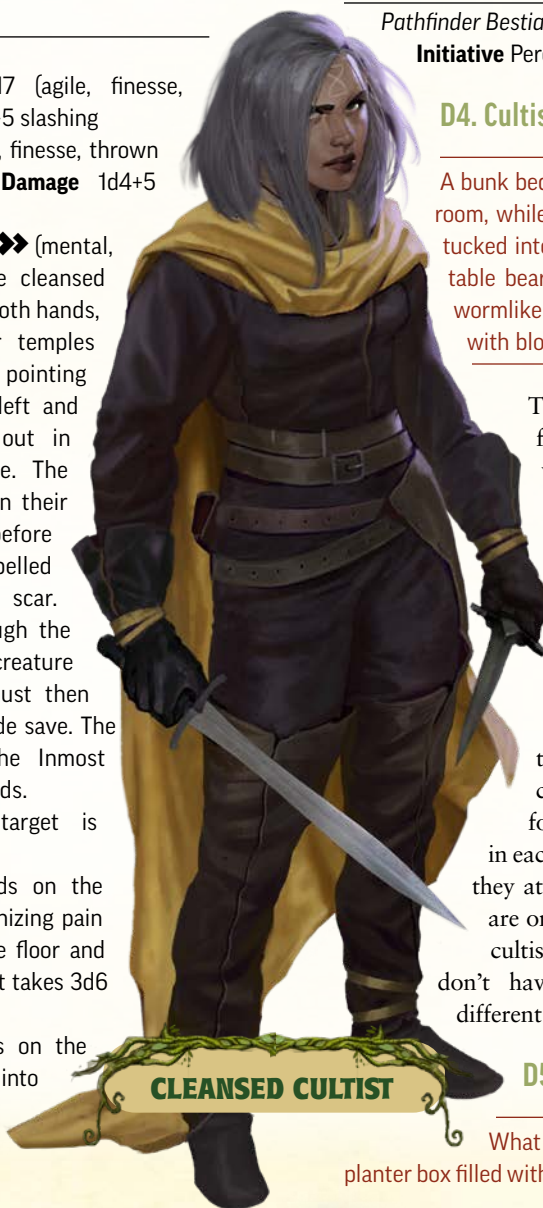 17 (agile, finesse,
5 slashing
, finesse, thrown
Damage 1d4+5
(mental,
cleansed
oth hands,
temples
pointing
left and
out in
e. The
n their
efore
pelled
scar.
ugh the
creature
ust then
de save. The
he Inmost
ds.
target is
ds on the
nizing pain
e floor and
t takes 3d6
s on the
into
CLEANSED CULTIST
Pathfinder Bestia
Initiative Per
D4. Cultis
A bunk bed
room, while
tucked into
table bear
wormlike
with blo
T
f
t
c
fo
in each
they at
are or
cultis
don't hav
different
D5
What
planter box filled with